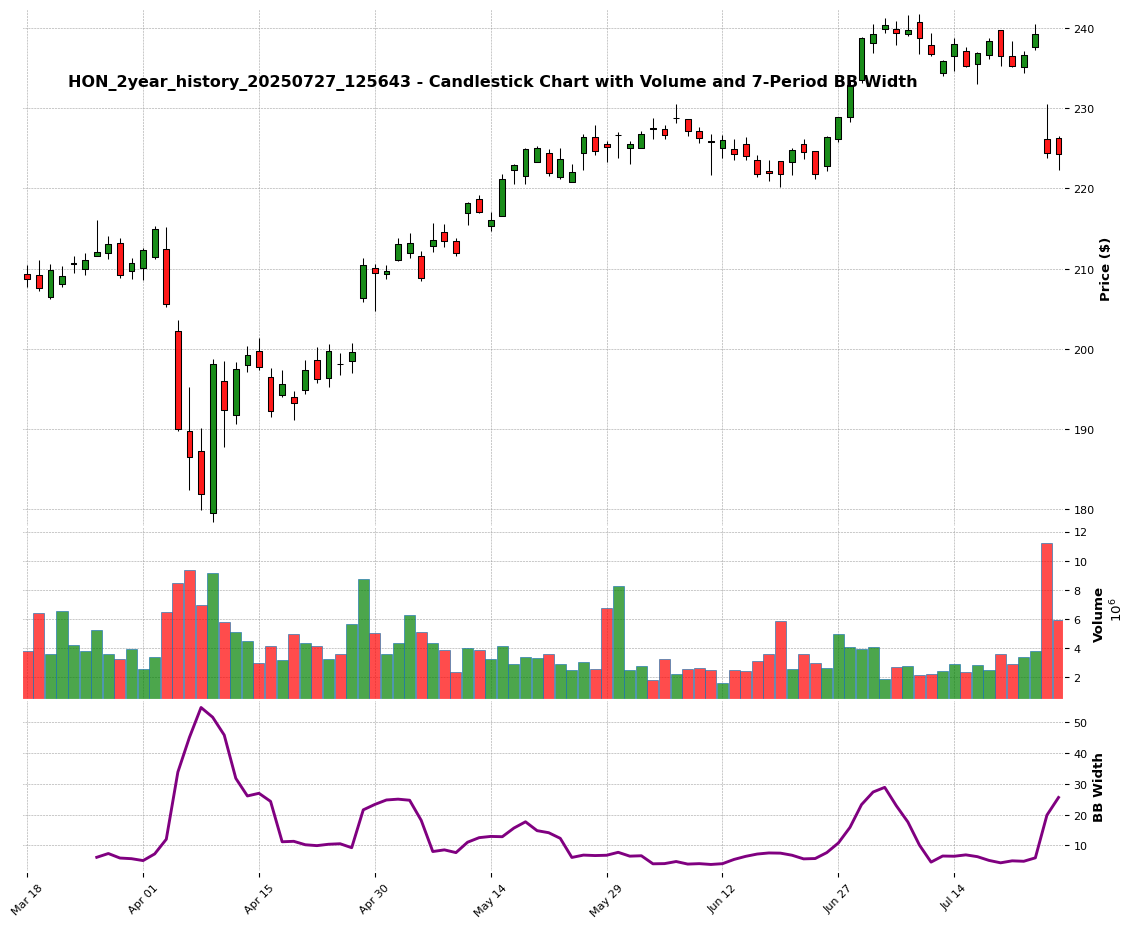 HON_2year_history_20250727_125643 - Candlestick Chart with Volume and 7-Period BB Width
240
230
220
210
200
190
180
Price ($)
12
10
8
6
4
2
Volume
10^6
50
40
30
20
10
BB Width
Mar 18
Apr 01
Apr 15
Apr 30
May 14
May 29
Jun 12
Jun 27
Jul 14